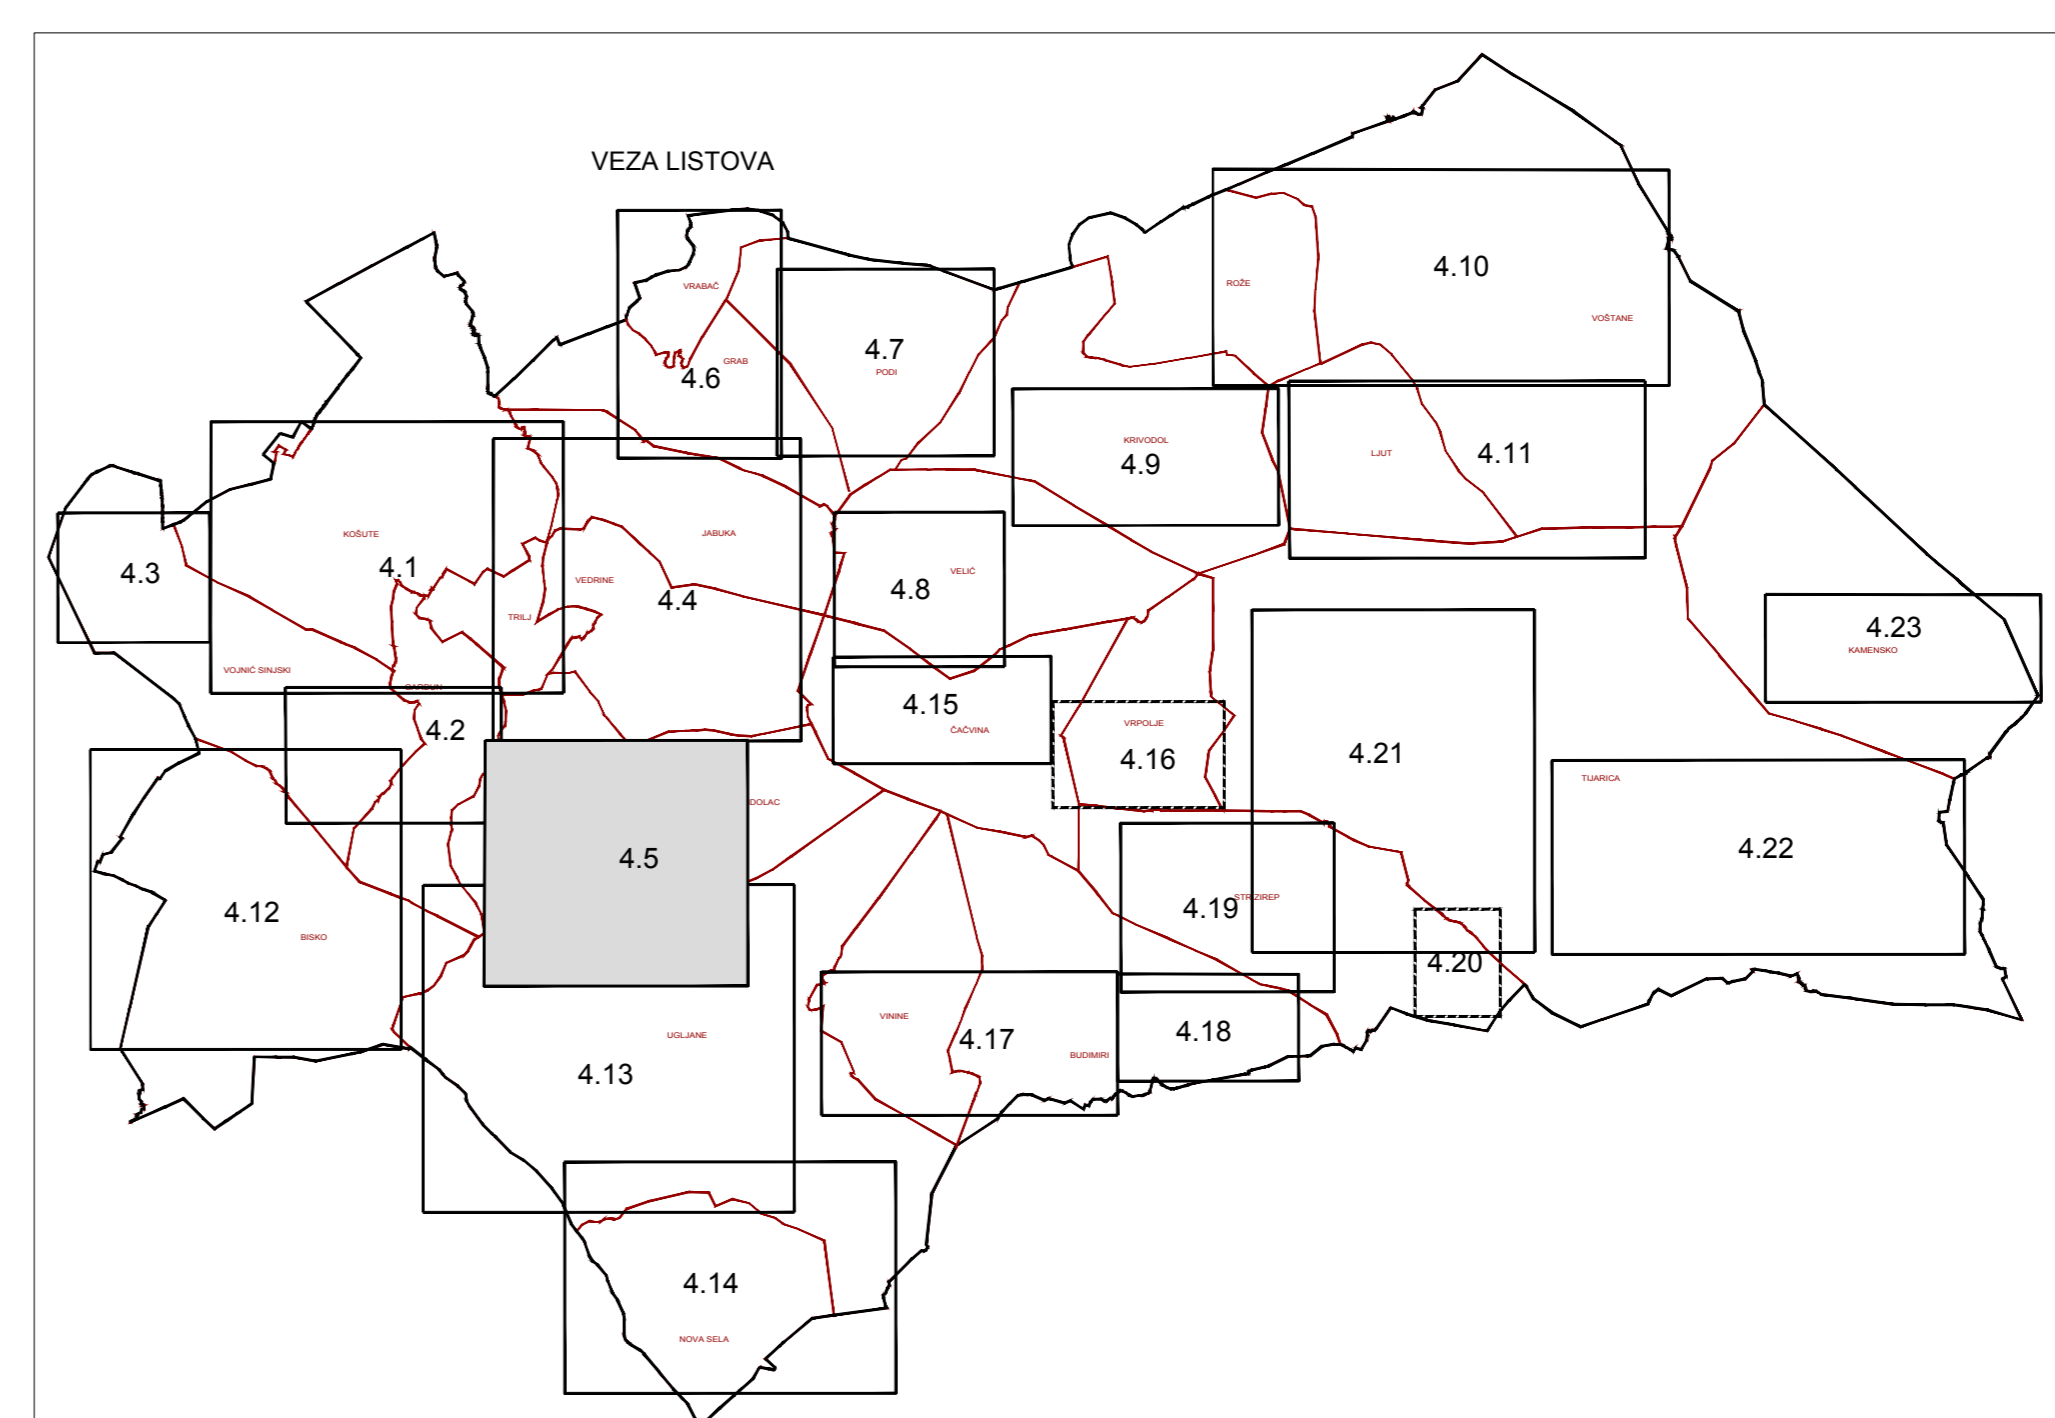 VEZA LISTOVA
4.10
VRABAČ
ROŽE
VOŠTANE
4.7
GRAB
PODI
4.6
KRIVODOL
4.9
LJUT
4.11
KOŠUTE
JABUKA
4.3
4.1
VEDRINE
4.4
VELIĆ
4.8
TRILJ
4.23
KAMENSKO
VOJNIĆ SINJSKI
GARDUN
4.2
4.15
ČAČVINA
VRPOLJE
4.16
4.21
TIJARICA
DOLAC
4.5
4.22
4.12
BISKO
4.19
STRIZIREP
4.20
VININE
UGLJANE
4.17
BUDIMIRI
4.18
4.13
4.14
NOVA SELA